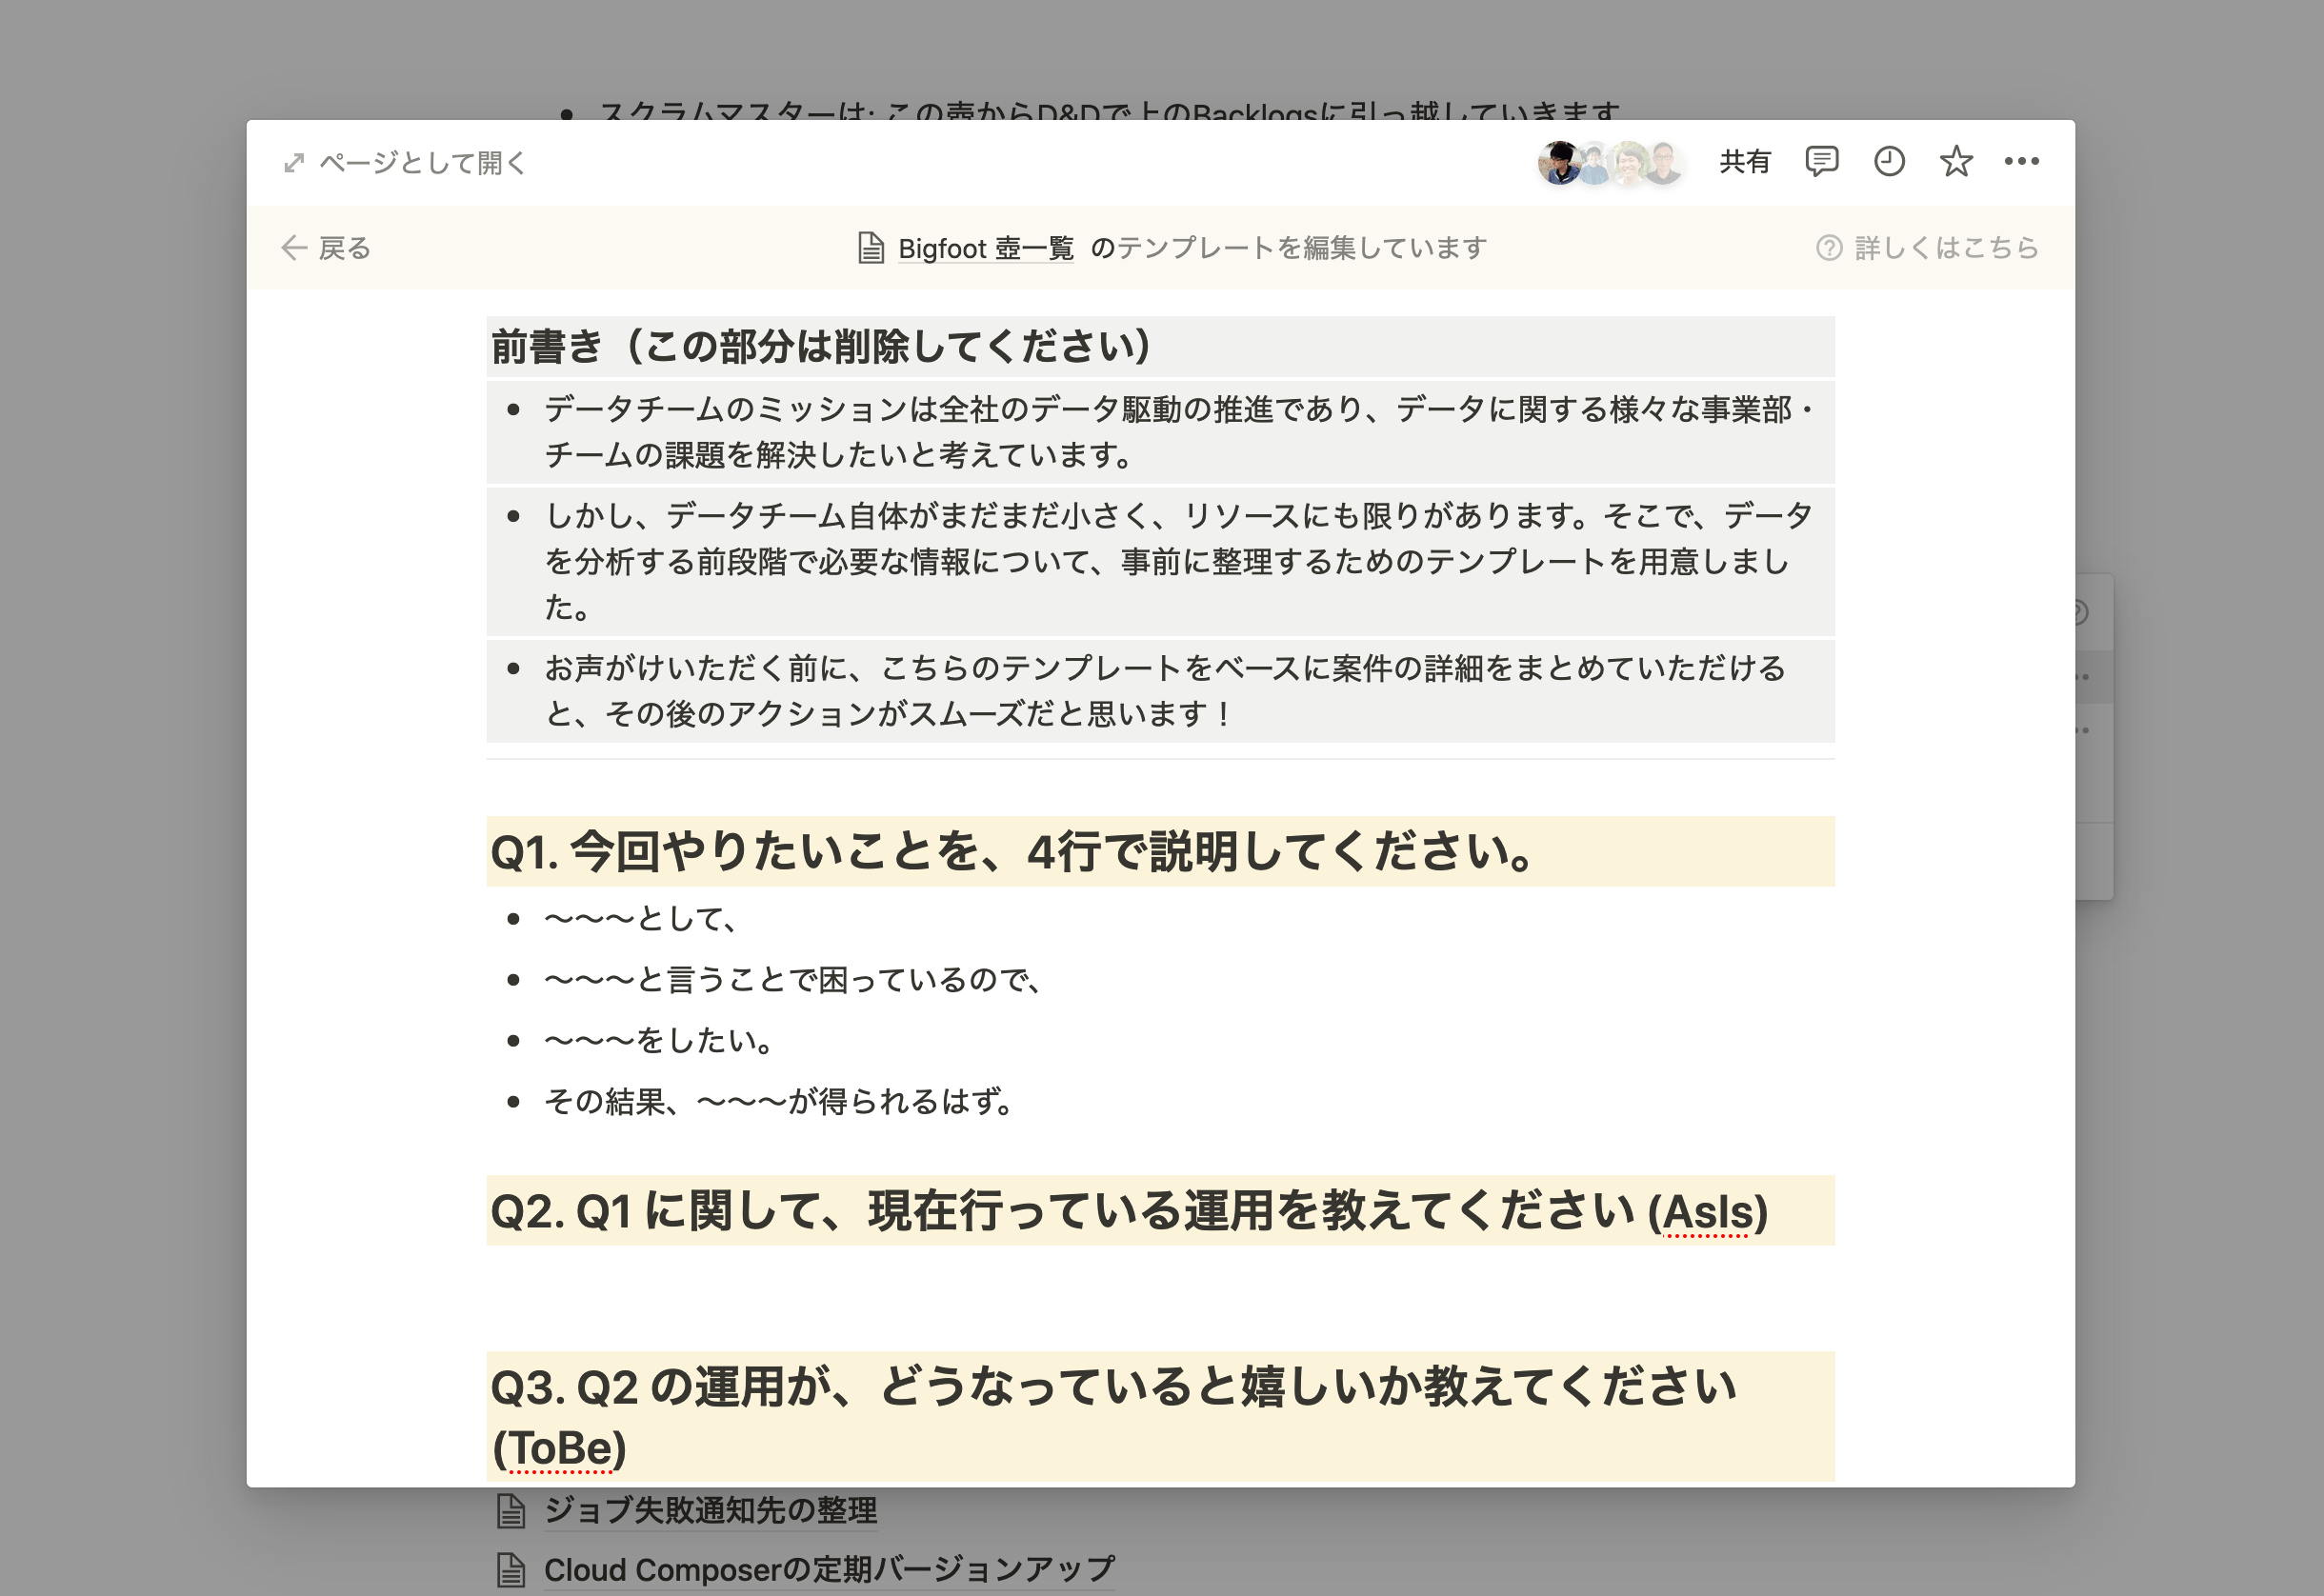 スクラムマスターは: この壺からD&Dで上のBacklogsに引っ越していきます
ページとして開く
共有
戻る
Bigfoot 壺一覧 のテンプレートを編集しています
詳しくはこちら
前書き（この部分は削除してください）
• データチームのミッションは全社のデータ駆動の推進であり、データに関する様々な事業部・
チームの課題を解決したいと考えています。
• しかし、データチーム自体がまだまだ小さく、リソースにも限りがあります。そこで、データ
を分析する前段階で必要な情報について、事前に整理するためのテンプレートを用意しまし
た。
• お声がけいただく前に、こちらのテンプレートをベースに案件の詳細をまとめていただける
と、その後のアクションがスムーズだと思います！
Q1. 今回やりたいことを、4行で説明してください。
• 〜〜〜として、
• 〜〜〜と言うことで困っているので、
• 〜〜〜をしたい。
• その結果、〜〜〜が得られるはず。
Q2. Q1 に関して、現在行っている運用を教えてください (AsIs)
Q3. Q2 の運用が、どうなっていると嬉しいか教えてください
(ToBe)
ジョブ失敗通知先の整理
Cloud Composerの定期バージョンアップ